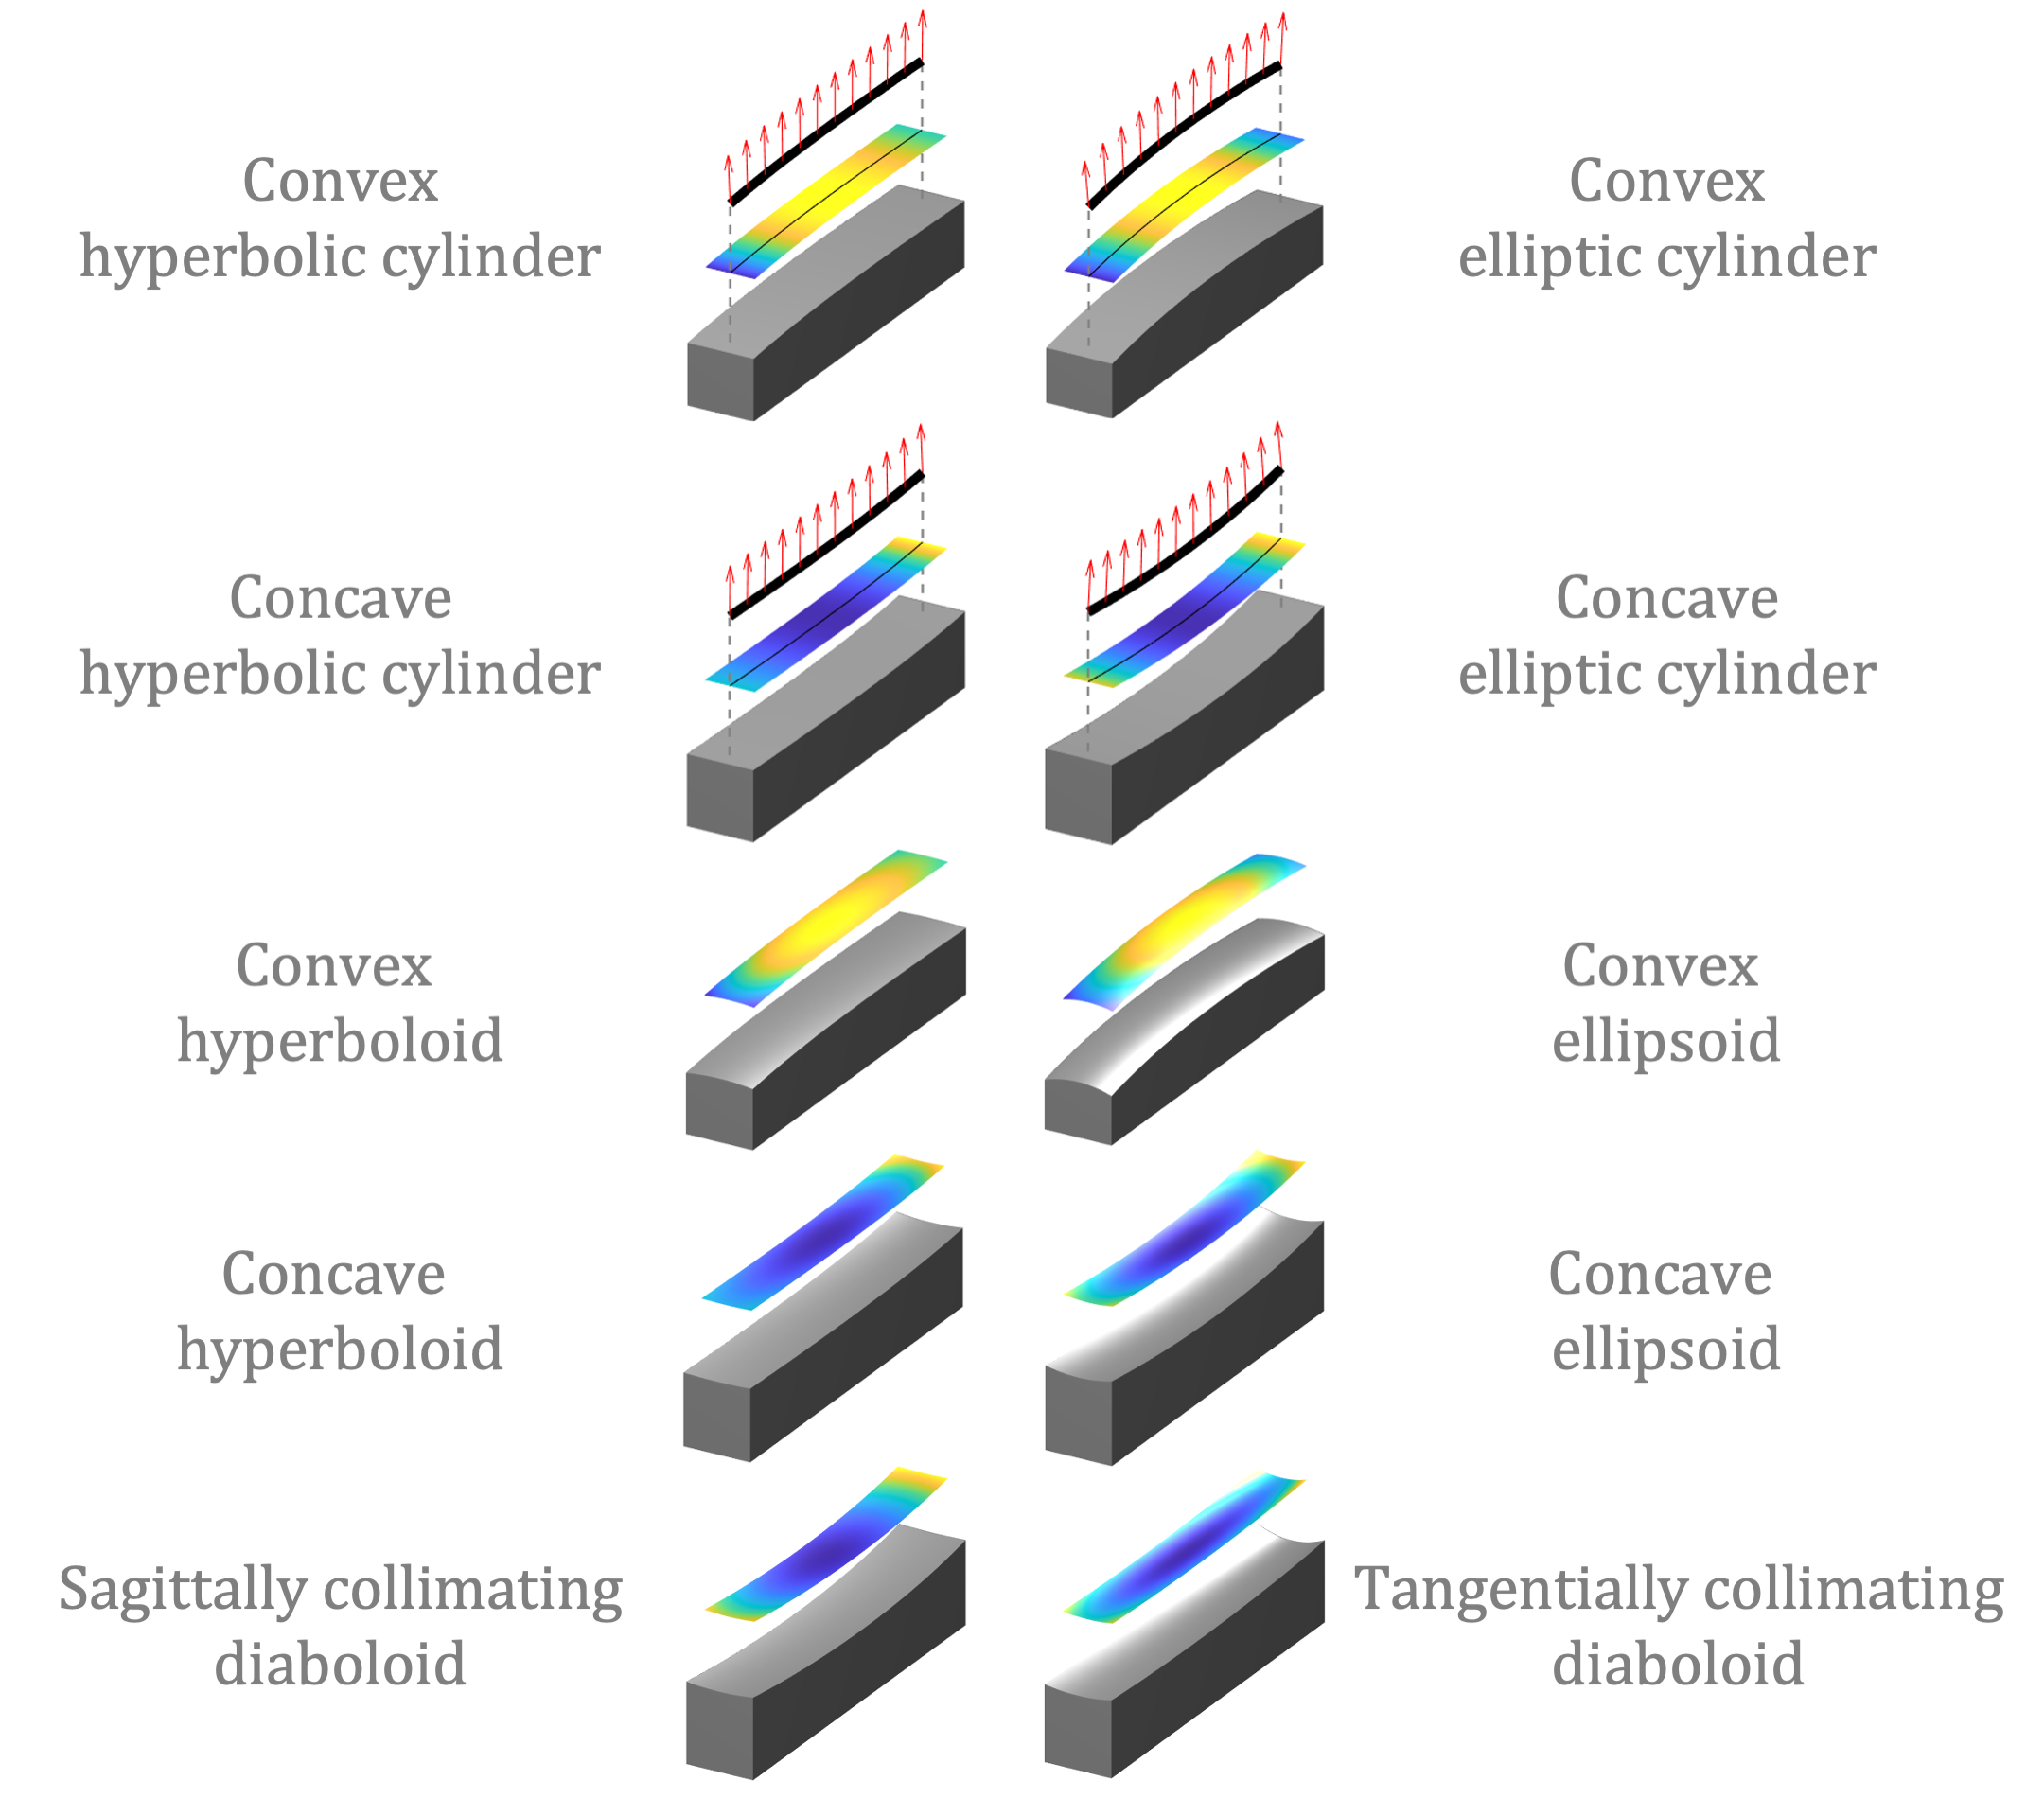 Convex
hyperbolic cylinder
Convex
elliptic cylinder
Concave
hyperbolic cylinder
Concave
elliptic cylinder
Convex
hyperboloid
Convex
ellipsoid
Concave
hyperboloid
Concave
ellipsoid
Sagittally collimating
diaboloid
Tangentially collimating
diaboloid